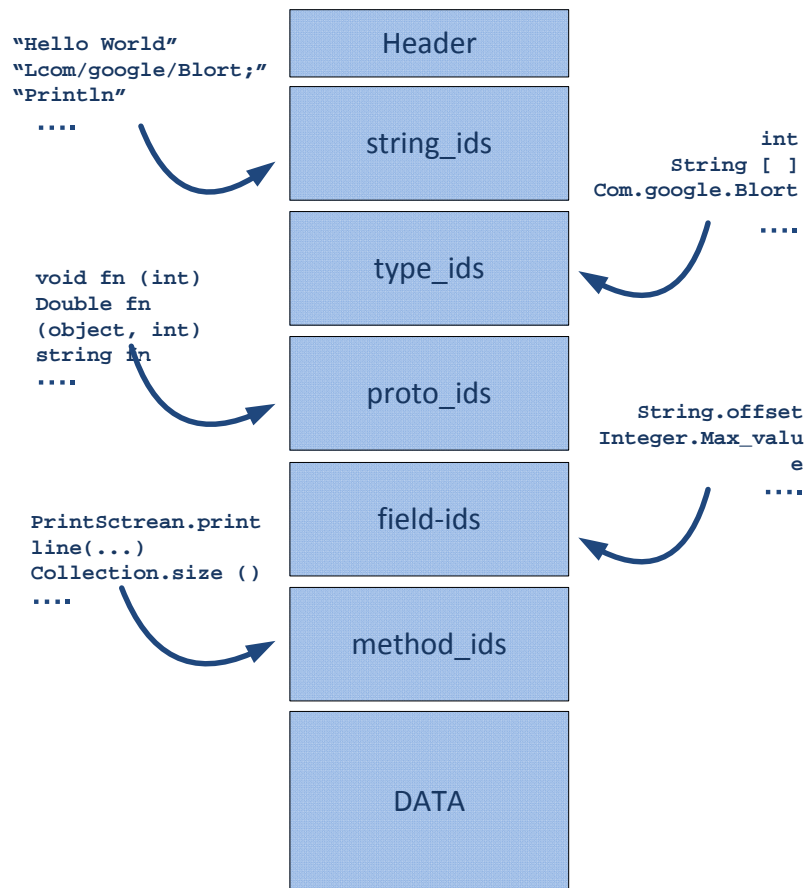 Header
“Hello World”
“Lcom/google/Blort;”
“Println”
....
string_ids
int
String [ ]
Com.google.Blort
....
type_ids
void fn (int)
Double fn
(object, int)
string fn
....
proto_ids
String.offset
Integer.Max_valu
e
....
field-ids
PrintSctrean.print
line(...)
Collection.size ()
....
method_ids
DATA